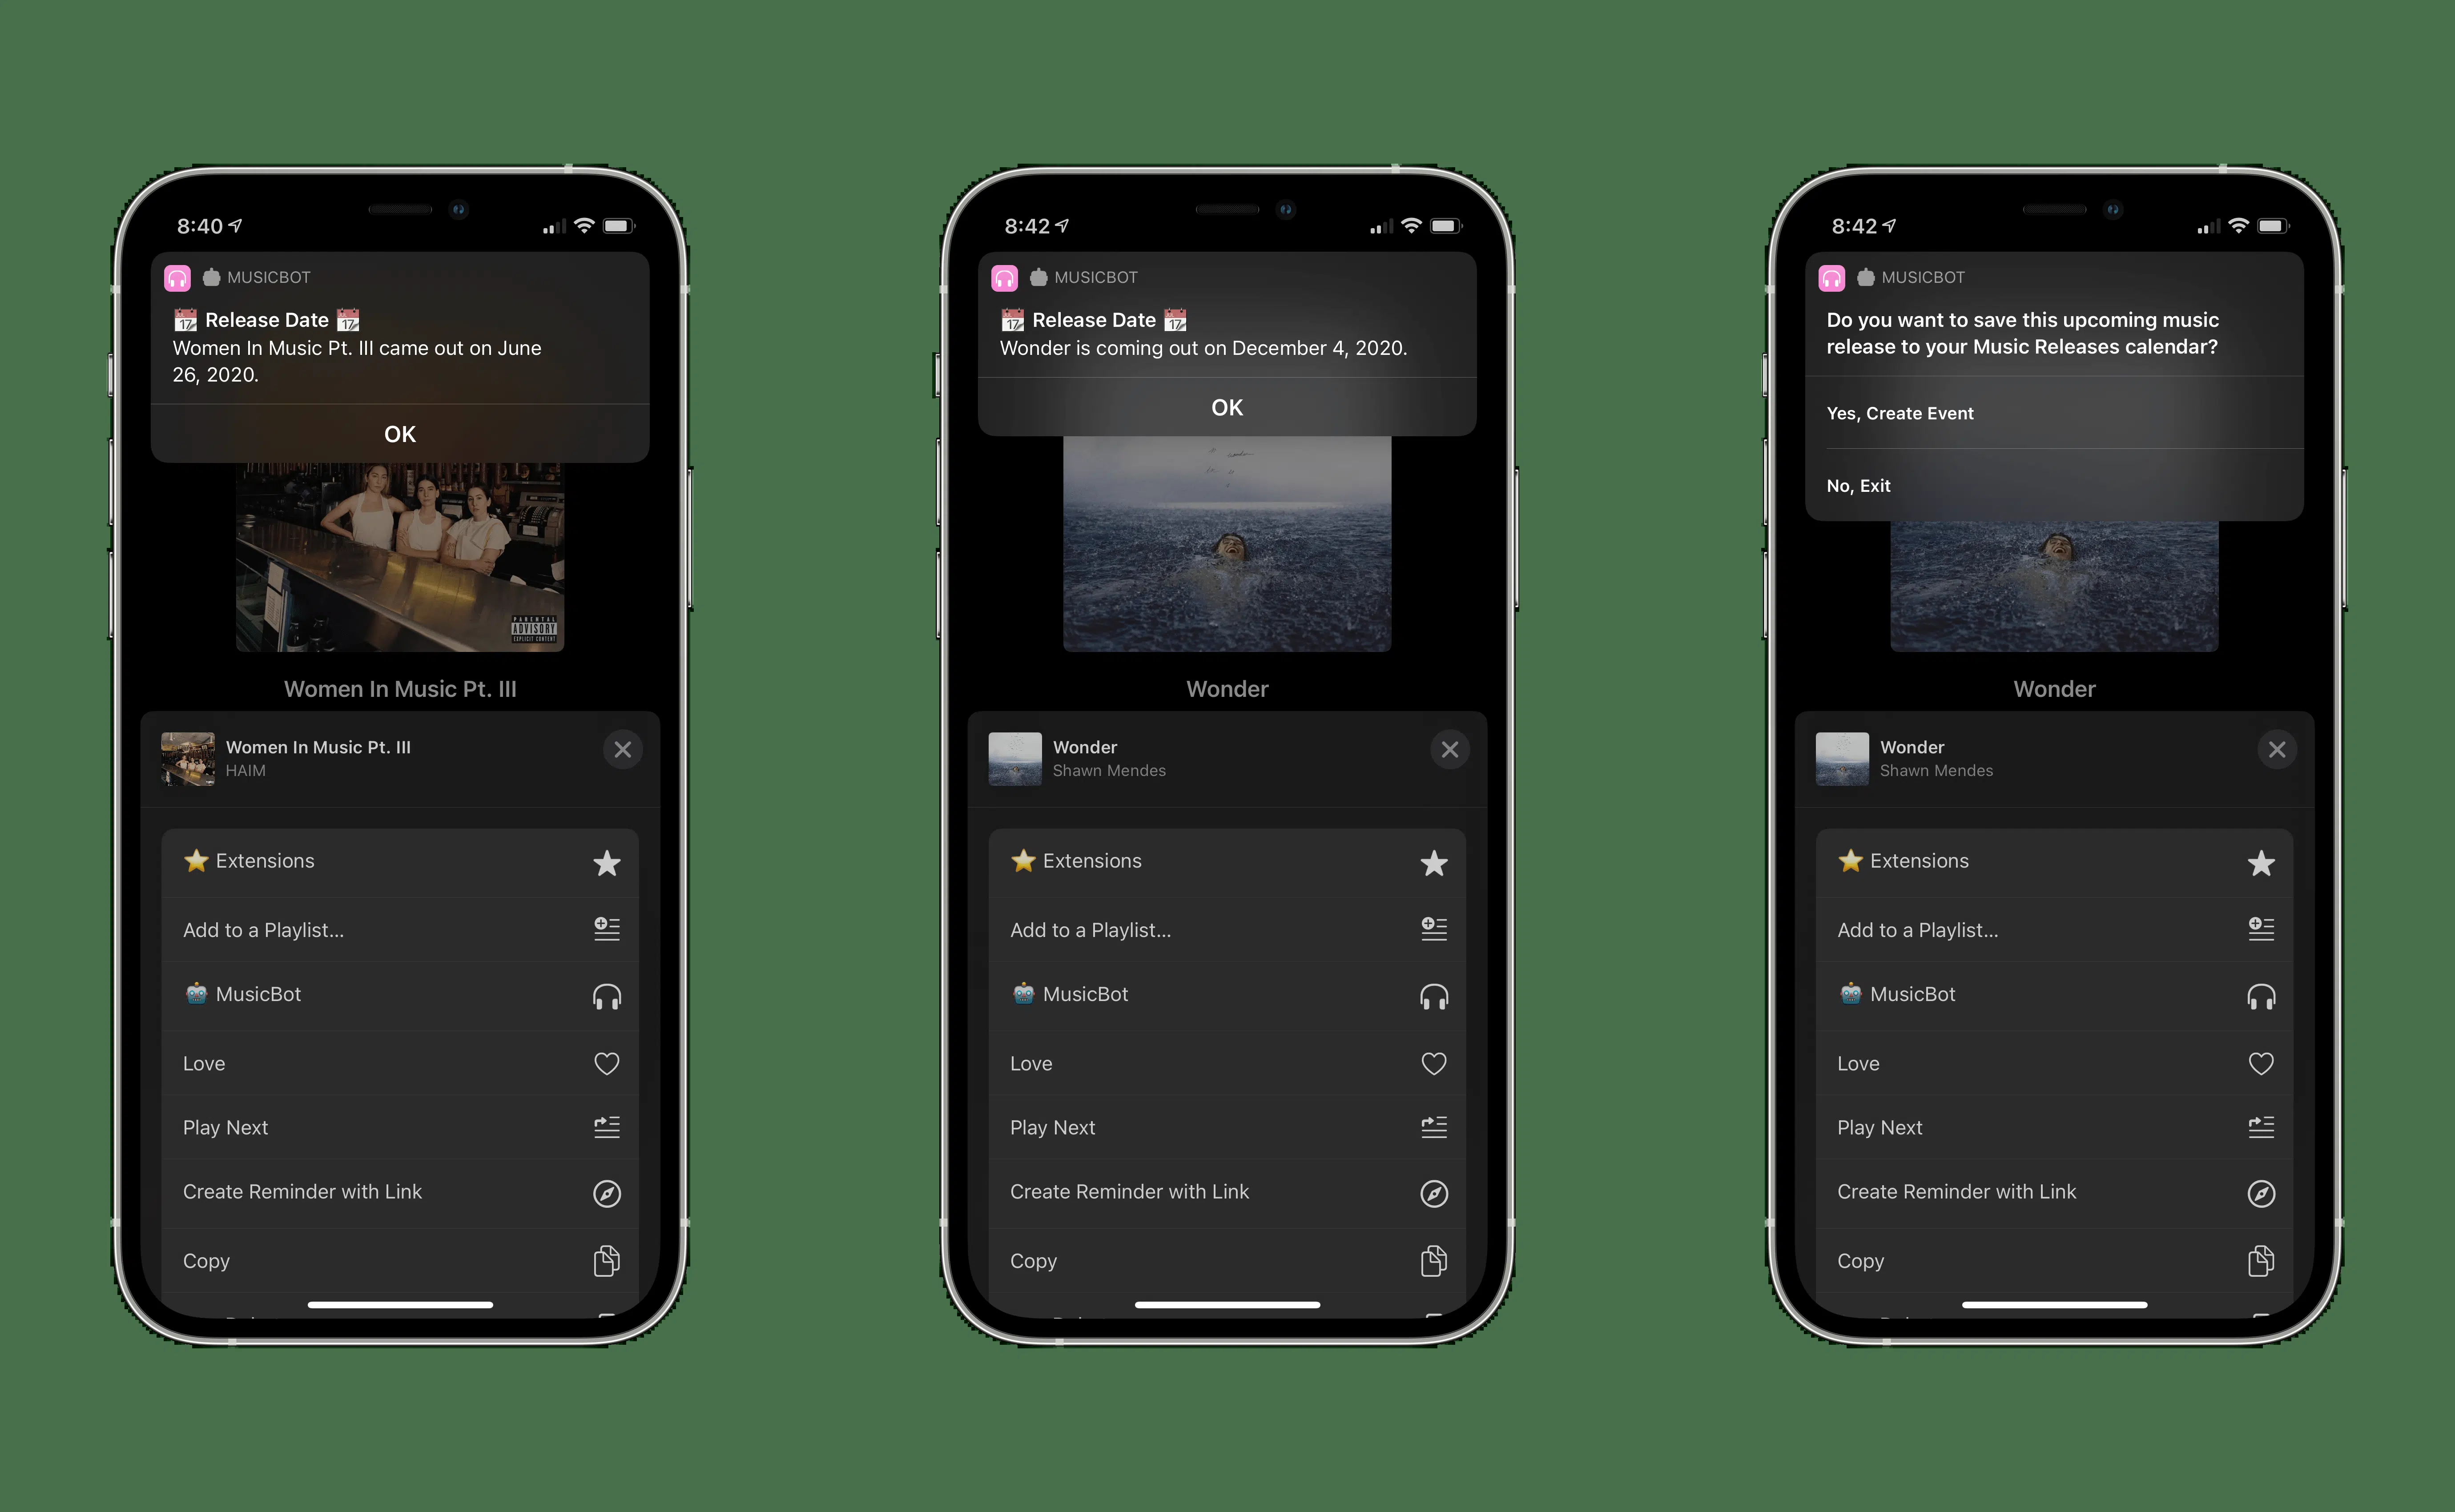 8:40
MUSICBOT
17 Release Date 17
Women In Music Pt. III came out on June
26, 2020.
OK
PARENTAL
ADVISORY
EXPLICIT CONTENT
Women In Music Pt. III
Women In Music Pt. III
HAIM
Extensions
Add to a Playlist...
MusicBot
Love
Play Next
Create Reminder with Link
Copy
8:42
MUSICBOT
17 Release Date 17
Wonder is coming out on December 4, 2020.
OK
wonder
Wonder
Wonder
Shawn Mendes
Extensions
Add to a Playlist...
MusicBot
Love
Play Next
Create Reminder with Link
Copy
8:42
MUSICBOT
Do you want to save this upcoming music
release to your Music Releases calendar?
Yes, Create Event
No, Exit
Wonder
Wonder
Shawn Mendes
Extensions
Add to a Playlist...
MusicBot
Love
Play Next
Create Reminder with Link
Copy